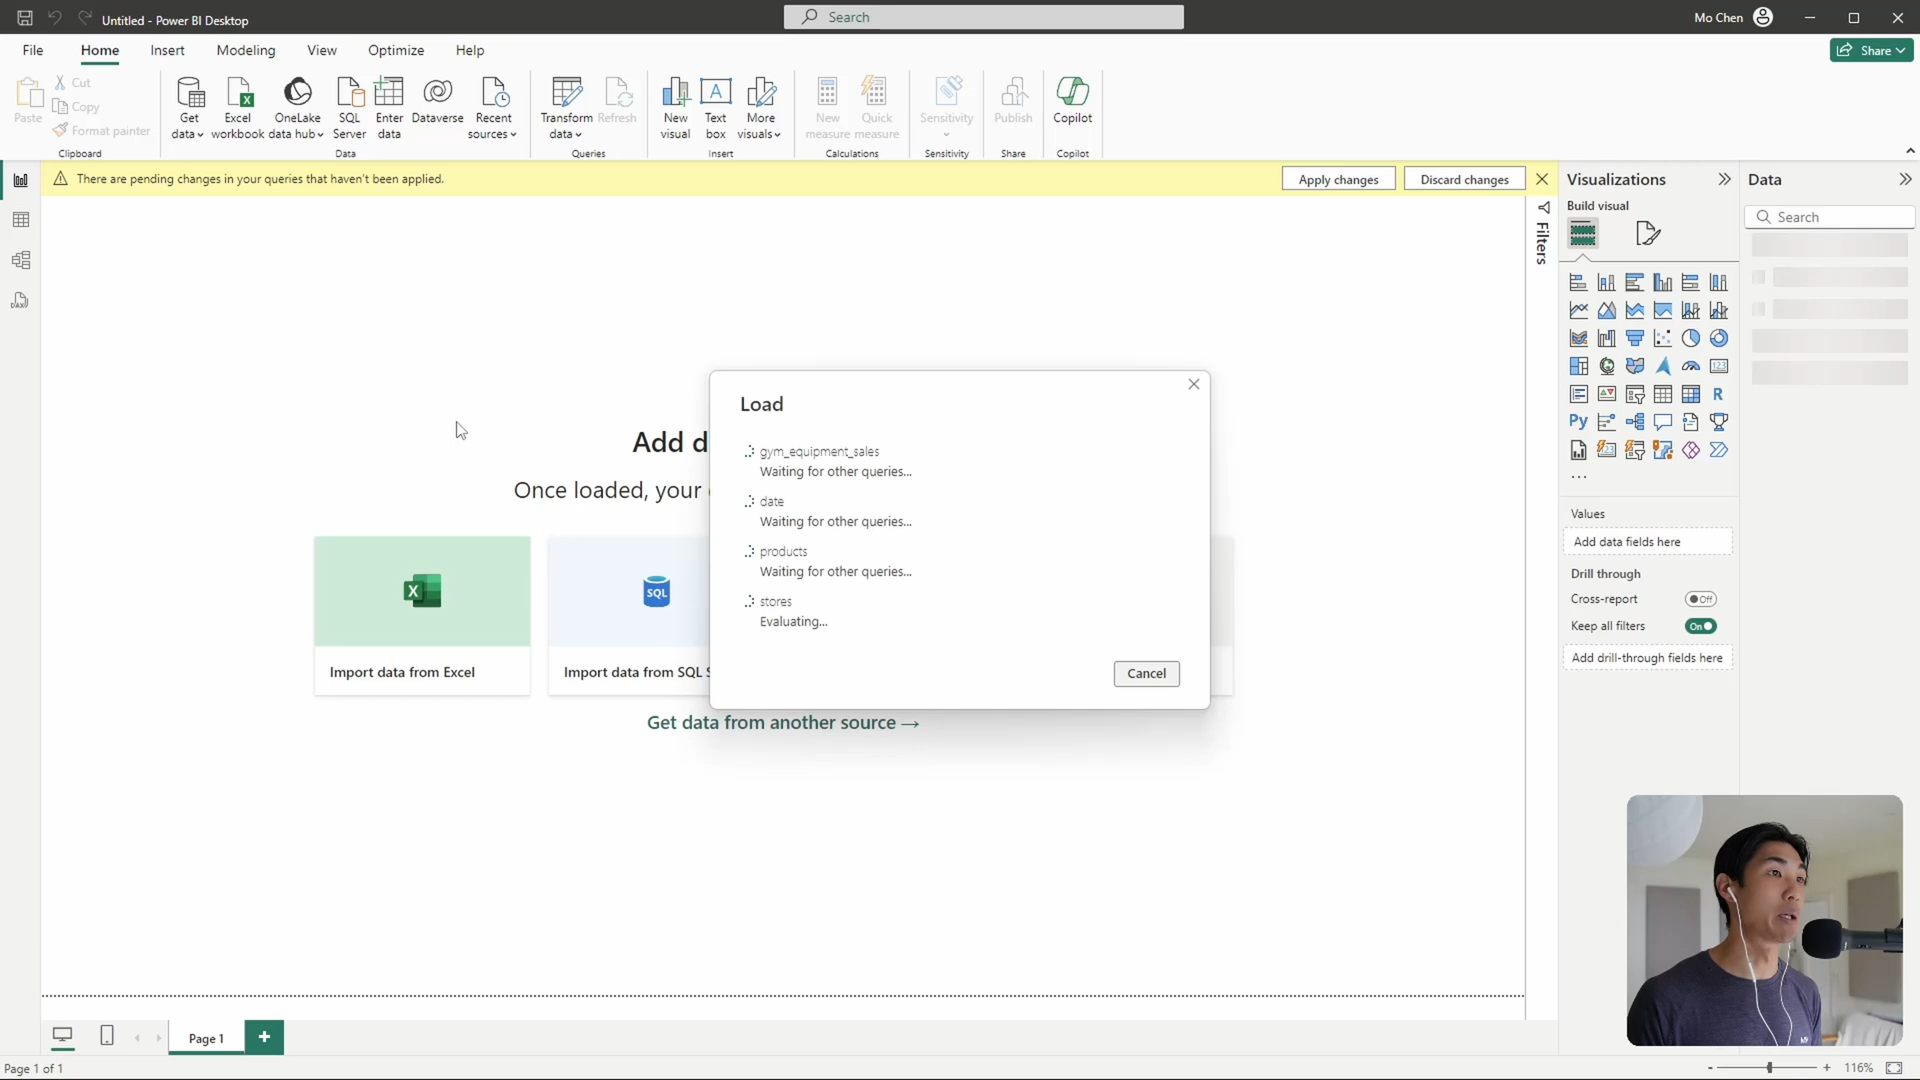 Untitled - Power BI Desktop
Search
Mo Chen
File
Home
Insert
Modeling
View
Optimize
Help
Share
Paste
Cut
Copy
Format painter
Clipboard
Get data
Excel workbook
OneLake data hub
SQL Server
Enter data
Dataverse
Recent sources
Data
Transform data
Refresh
Queries
New visual
Text box
More visuals
Insert
New measure
Quick measure
Calculations
Sensitivity
Sensitivity
Publish
Share
Copilot
Copilot
There are pending changes in your queries that haven't been applied.
Apply changes
Discard changes
Filters
Visualizations
Build visual
Data
Search
Add d
Once loaded, your
Import data from Excel
SQL
Import data from SQL S
Get data from another source →
Load
gym_equipment_sales
Waiting for other queries...
date
Waiting for other queries...
products
Waiting for other queries...
stores
Evaluating...
Cancel
R
Py
123
Values
Add data fields here
Drill through
Cross-report
Off
Keep all filters
On
Add drill-through fields here
DAX
Page 1
Page 1 of 1
116%